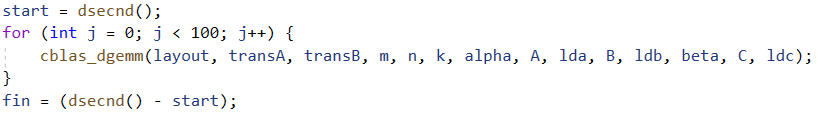 start = dsecnd();
for (int j = 0; j < 100; j++) {
    cblas_dgemm(layout, transA, transB, m, n, k, alpha, A, lda, B, ldb, beta, C, ldc);
}
fin = (dsecnd() - start);